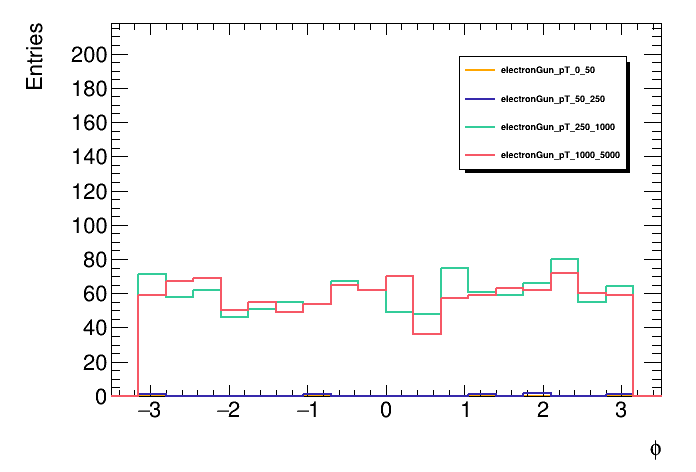 Entries
200
180
160
140
120
100
80
60
40
20
0
−3 −2 −1 0 1 2 3
ϕ
electronGun_pT_0_50
electronGun_pT_50_250
electronGun_pT_250_1000
electronGun_pT_1000_5000